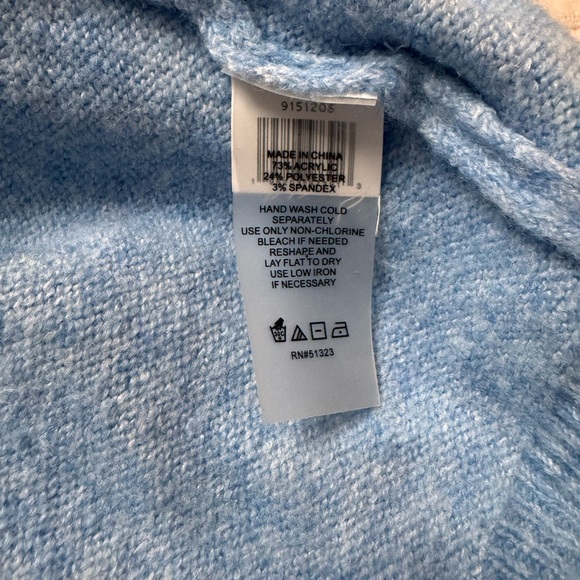 9151206
MADE IN CHINA
73% ACRYLIC
24% POLYESTER
3% SPANDEX
HAND WASH COLD
SEPARATELY
USE ONLY NON-CHLORINE
BLEACH IF NEEDED
RESHAPE AND
LAY FLAT TO DRY
USE LOW IRON
IF NECESSARY
RN#51323